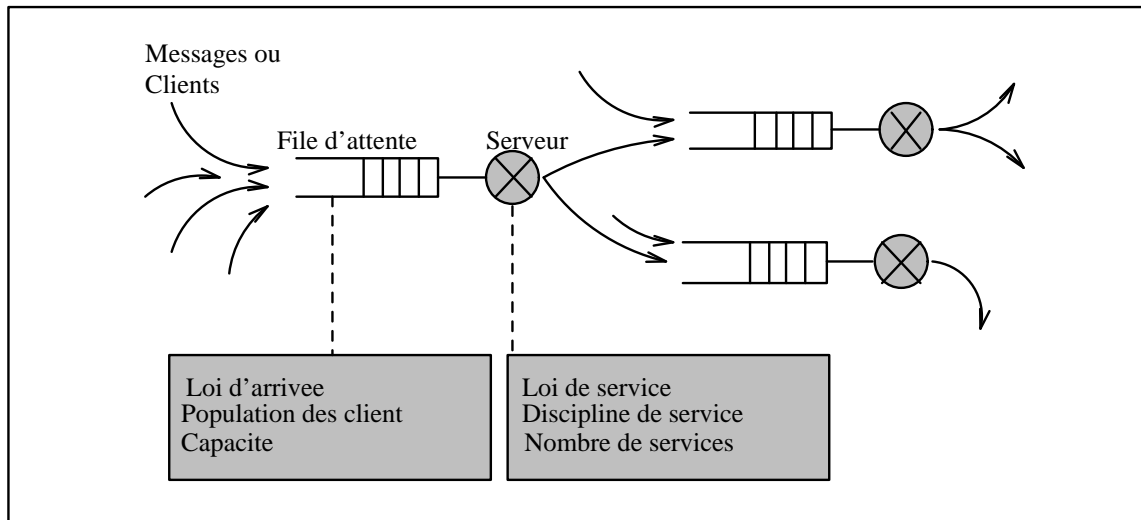 Messages ou
Clients
File d'attente
Serveur
Loi d'arrivee
Population des client
Capacite
Loi de service
Discipline de service
Nombre de services